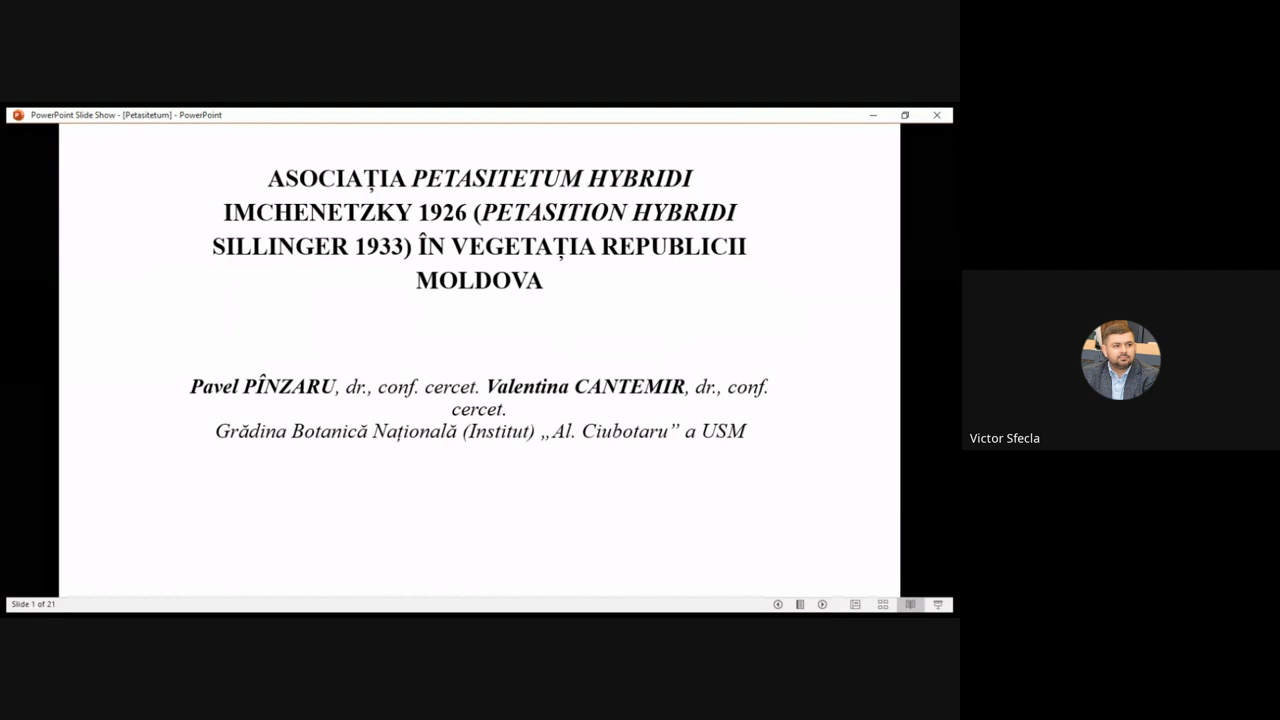 PowerPoint Slide Show - [Petasitetum] - PowerPoint
ASOCIAȚIA PETASITETUM HYBRIDI
IMCHENETZKY 1926 (PETASITION HYBRIDI
SILLINGER 1933) ÎN VEGETAȚIA REPUBLICII
MOLDOVA
Pavel PÎNZARU, dr., conf. cercet. Valentina CANTEMIR, dr., conf.
cercet.
Grădina Botanică Națională (Institut) „Al. Ciubotaru” a USM
Slide 1 of 21
Victor Sfecla